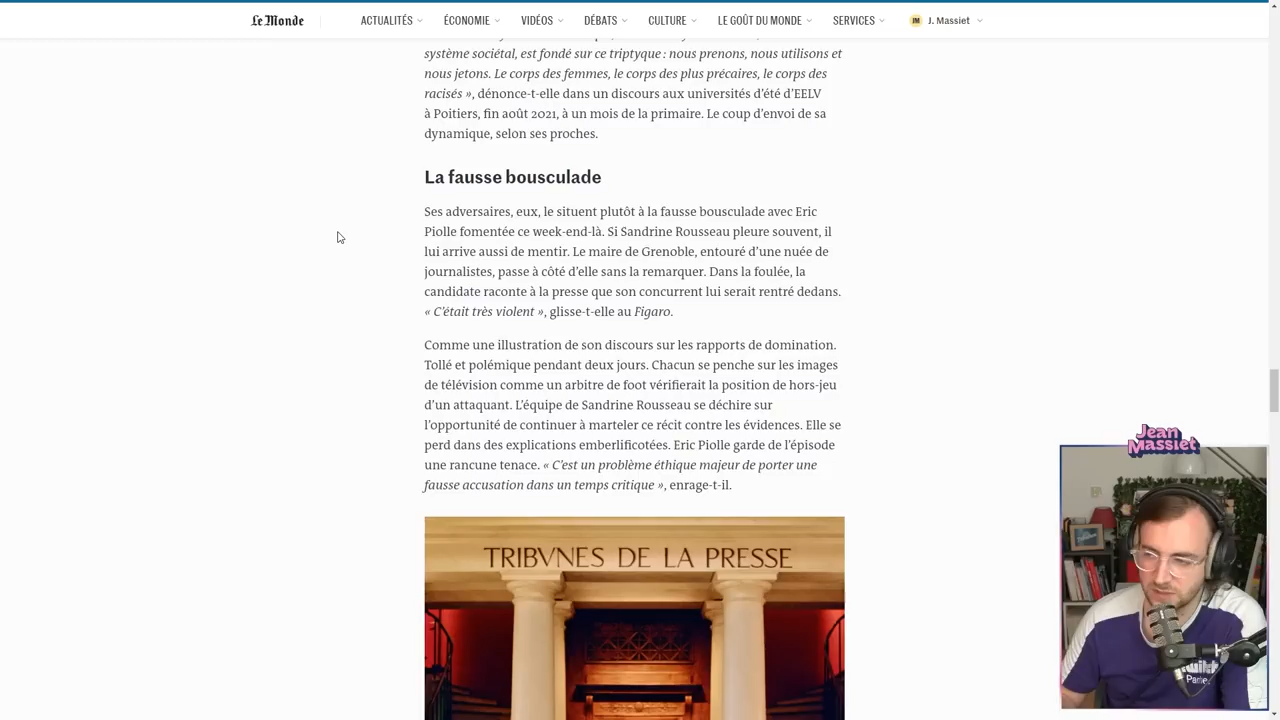 Le Monde
ACTUALITÉS
ÉCONOMIE
VIDÉOS
DÉBATS
CULTURE
LE GOÛT DU MONDE
SERVICES
JM
J. Massiet
système sociétal, est fondé sur ce triptyque : nous prenons, nous utilisons et
nous jetons. Le corps des femmes, le corps des plus précaires, le corps des
racisés », dénonce-t-elle dans un discours aux universités d’été d’EELV
à Poitiers, fin août 2021, à un mois de la primaire. Le coup d’envoi de sa
dynamique, selon ses proches.
La fausse bousculade
Ses adversaires, eux, le situent plutôt à la fausse bousculade avec Eric
Piolle fomentée ce week-end-là. Si Sandrine Rousseau pleure souvent, il
lui arrive aussi de mentir. Le maire de Grenoble, entouré d’une nuée de
journalistes, passe à côté d’elle sans la remarquer. Dans la foulée, la
candidate raconte à la presse que son concurrent lui serait rentré dedans.
« C’était très violent », glisse-t-elle au Figaro.
Comme une illustration de son discours sur les rapports de domination.
Tollé et polémique pendant deux jours. Chacun se penche sur les images
de télévision comme un arbitre de foot vérifierait la position de hors-jeu
d’un attaquant. L’équipe de Sandrine Rousseau se déchire sur
l’opportunité de continuer à marteler ce récit contre les évidences. Elle se
perd dans des explications emberlificotées. Eric Piolle garde de l’épisode
une rancune tenace. « C’est un problème éthique majeur de porter une
fausse accusation dans un temps critique », enrage-t-il.
TRIBVNES DE LA PRESSE
Jean
Massiet